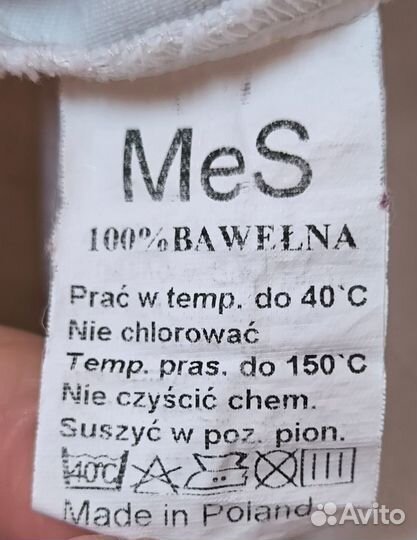 MeS
100%BAWEŁNA
Prać w temp. do 40`C
Nie chlorować
Temp. pras. do 150`C
Nie czyścić chem.
Suszyć w poz. pion.
40C
Made in Poland
Avito